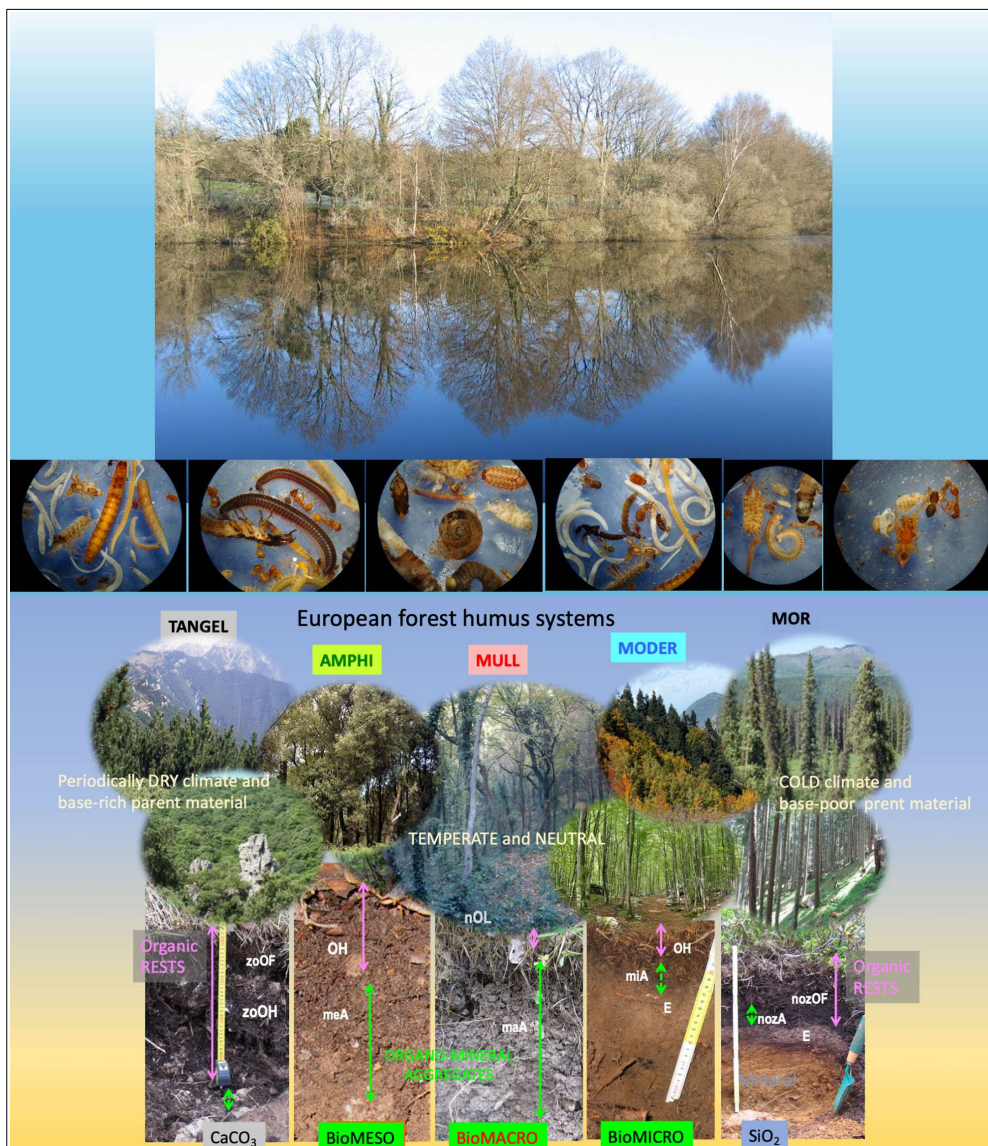 European forest humus systems
TANGEL
AMPHI
MULL
MODER
MOR
Periodically DRY climate and
base-rich parent material
TEMPERATE and NEUTRAL
COLD climate and
base-poor prent material
Organic
RESTS
zoOF
zoOH
OH
meA
ORGANO-MINERAL
AGGREGATES
nOL
maA
OH
miA
E
nozOF
nozA
E
Organic
RESTS
Mineral
CaCO₃
BioMESO
BioMACRO
BioMICRO
SiO₂